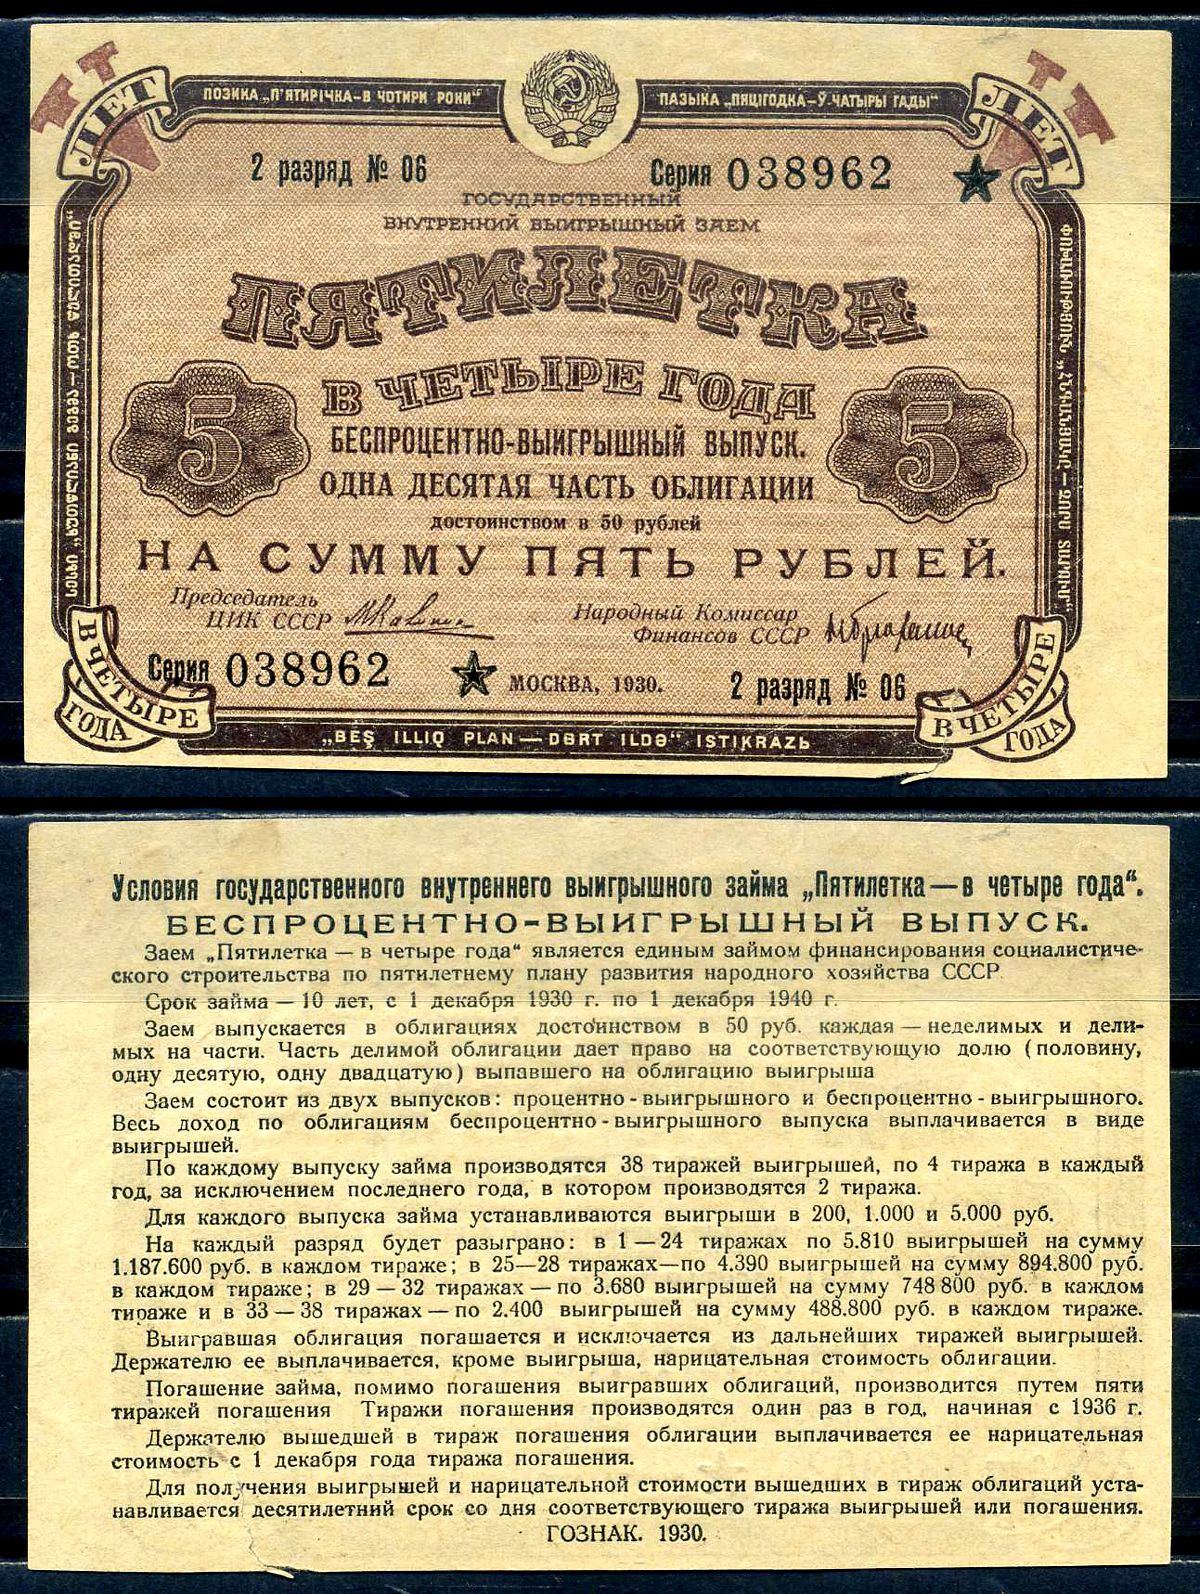 ПОЗИКА „П'ЯТИРІЧКА-В ЧОТИРИ РОКИ"
ПАЗЫКА „ПЯЦІГОДКА-Ў ЧАТЫРЫ ГАДЫ"
ЛЕТ
ЛЕТ
2 разряд № 06
Серия 038962
ГОСУДАРСТВЕННЫЙ
ВНУТРЕННИЙ ВЫИГРЫШНЫЙ ЗАЕМ
ПЯТИЛЕТКА
В ЧЕТЫРЕ ГОДА
5
5
БЕСПРОЦЕНТНО-ВЫИГРЫШНЫЙ ВЫПУСК.
ОДНА ДЕСЯТАЯ ЧАСТЬ ОБЛИГАЦИИ
достоинством в 50 рублей
НА СУММУ ПЯТЬ РУБЛЕЙ.
Председатель
ЦИК СССР
Народный Комиссар
Финансов СССР
Серия 038962
МОСКВА, 1930.
2 разряд № 06
В ЧЕТЫРЕ
ГОДА
В ЧЕТЫРЕ
ГОДА
„BEŞ ILLIQ PLAN — DƏRT ILDƏ" ISTIKRAZЬ
Условия государственного внутреннего выигрышного займа „Пятилетка — в четыре года".
БЕСПРОЦЕНТНО-ВЫИГРЫШНЫЙ ВЫПУСК.
Заем „Пятилетка — в четыре года" является единым займом финансирования социалистиче-
ского строительства по пятилетнему плану развития народного хозяйства СССР
Срок займа — 10 лет, с 1 декабря 1930 г. по 1 декабря 1940 г.
Заем выпускается в облигациях достоинством в 50 руб. каждая — неделимых и дели-
мых на части. Часть делимой облигации дает право на соответствующую долю (половину,
одну десятую, одну двадцатую) выпавшего на облигацию выигрыша
Заем состоит из двух выпусков: процентно-выигрышного и беспроцентно-выигрышного.
Весь доход по облигациям беспроцентно-выигрышного выпуска выплачивается в виде
выигрышей.
По каждому выпуску займа производятся 38 тиражей выигрышей, по 4 тиража в каждый
год, за исключением последнего года, в котором производятся 2 тиража.
Для каждого выпуска займа устанавливаются выигрыши в 200, 1.000 и 5.000 руб.
На каждый разряд будет разыграно: в 1 — 24 тиражах по 5.810 выигрышей на сумму
1.187.600 руб. в каждом тираже; в 25—28 тиражах—по 4.390 выигрышей на сумму 894.800 руб.
в каждом тираже; в 29 — 32 тиражах — по 3.680 выигрышей на сумму 748 800 руб. в каждом
тираже и в 33 — 38 тиражах — по 2.400 выигрышей на сумму 488.800 руб. в каждом тираже.
Выигравшая облигация погашается и исключается из дальнейших тиражей выигрышей.
Держателю ее выплачивается, кроме выигрыша, нарицательная стоимость облигации.
Погашение займа, помимо погашения выигравших облигаций, производится путем пяти
тиражей погашения Тиражи погашения производятся один раз в год, начиная с 1936 г.
Держателю вышедшей в тираж погашения облигации выплачивается ее нарицательная
стоимость с 1 декабря года тиража погашения.
Для получения выигрышей и нарицательной стоимости вышедших в тираж облигаций уста-
навливается десятилетний срок со дня соответствующего тиража выигрышей или погашения.
ГОЗНАК. 1930.